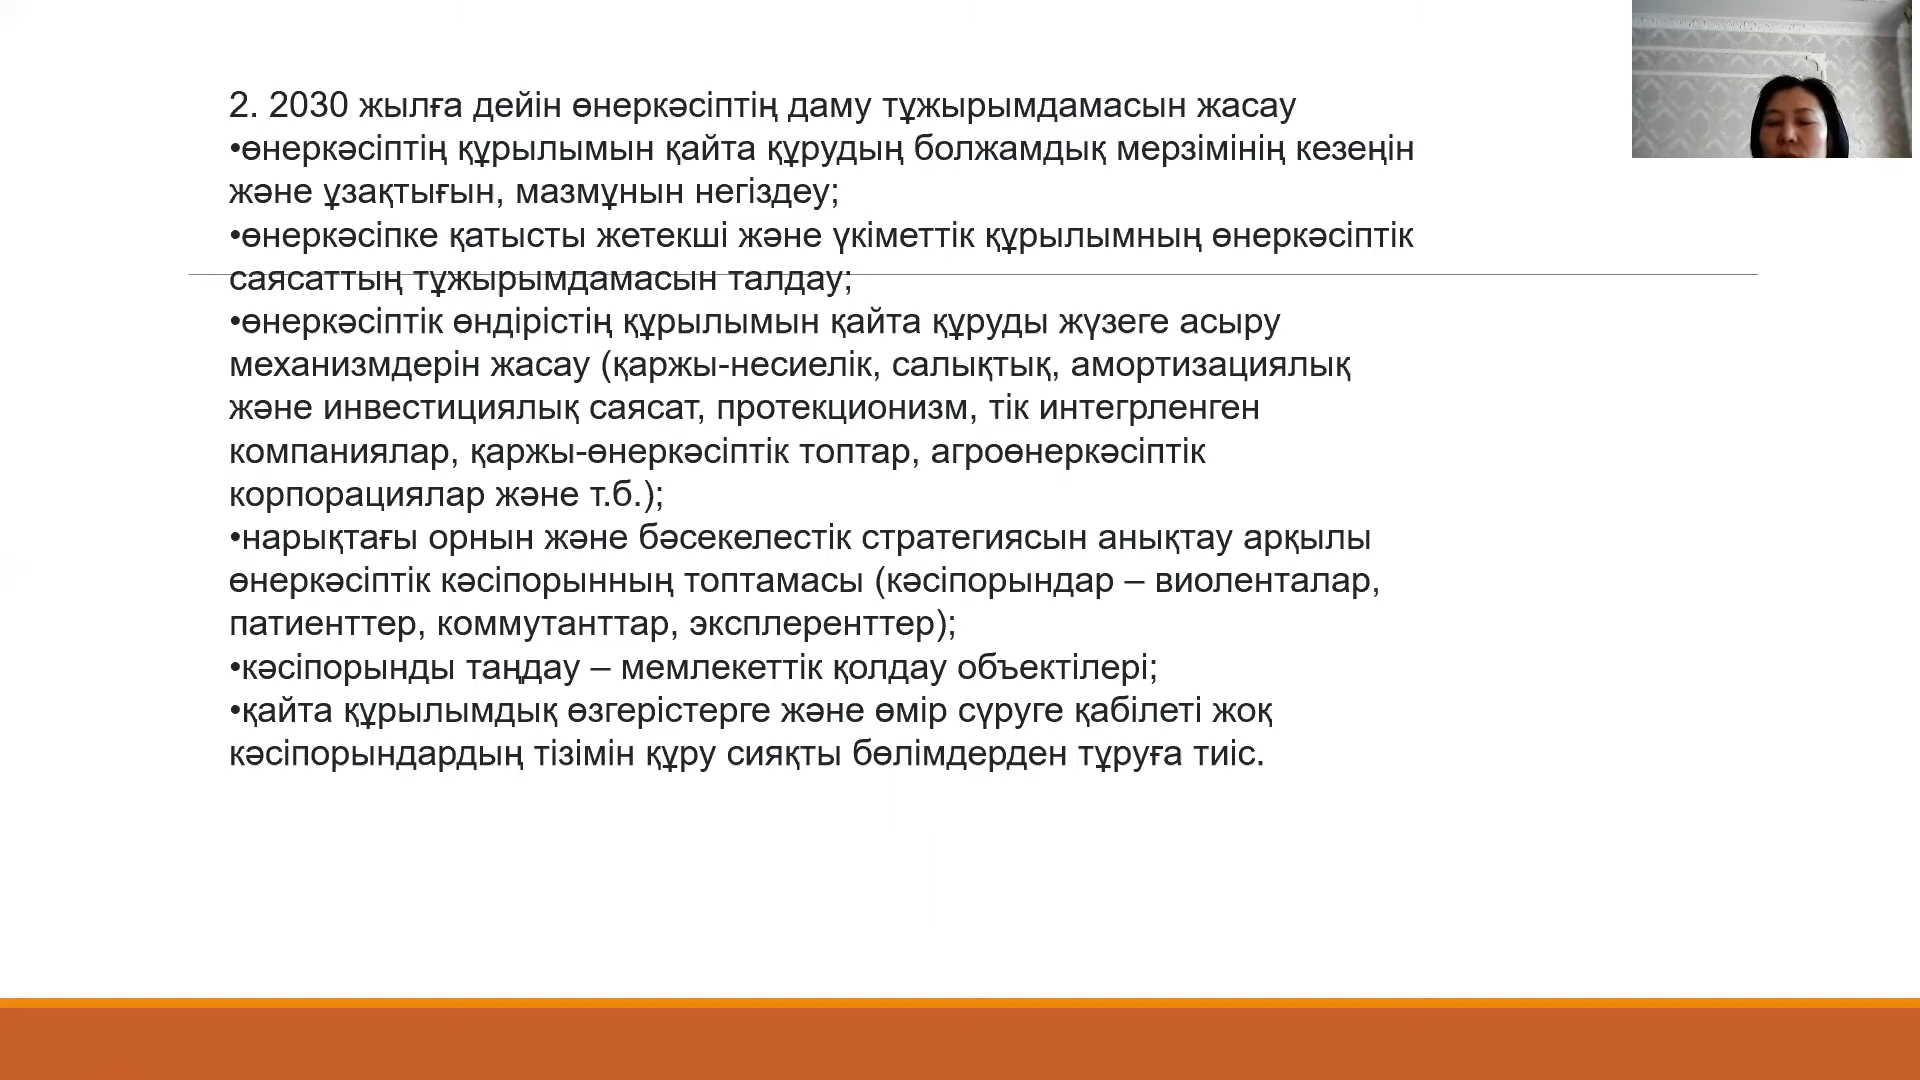 2. 2030 жылға дейін өнеркәсіптің даму тұжырымдамасын жасау
•өнеркәсіптің құрылымын қайта құрудың болжамдық мерзімінің кезеңін
және ұзақтығын, мазмұнын негіздеу;
•өнеркәсіпке қатысты жетекші және үкіметтік құрылымның өнеркәсіптік
саясаттың тұжырымдамасын талдау;
•өнеркәсіптік өндірістің құрылымын қайта құруды жүзеге асыру
механизмдерін жасау (қаржы-несиелік, салықтық, амортизациялық
және инвестициялық саясат, протекционизм, тік интегрленген
компаниялар, қаржы-өнеркәсіптік топтар, агроөнеркәсіптік
корпорациялар және т.б.);
•нарықтағы орнын және бәсекелестік стратегиясын анықтау арқылы
өнеркәсіптік кәсіпорынның топтамасы (кәсіпорындар – виоленталар,
патиенттер, коммутанттар, эксплеренттер);
•кәсіпорынды таңдау – мемлекеттік қолдау объектілері;
•қайта құрылымдық өзгерістерге және өмір сүруге қабілеті жоқ
кәсіпорындардың тізімін құру сияқты бөлімдерден тұруға тиіс.